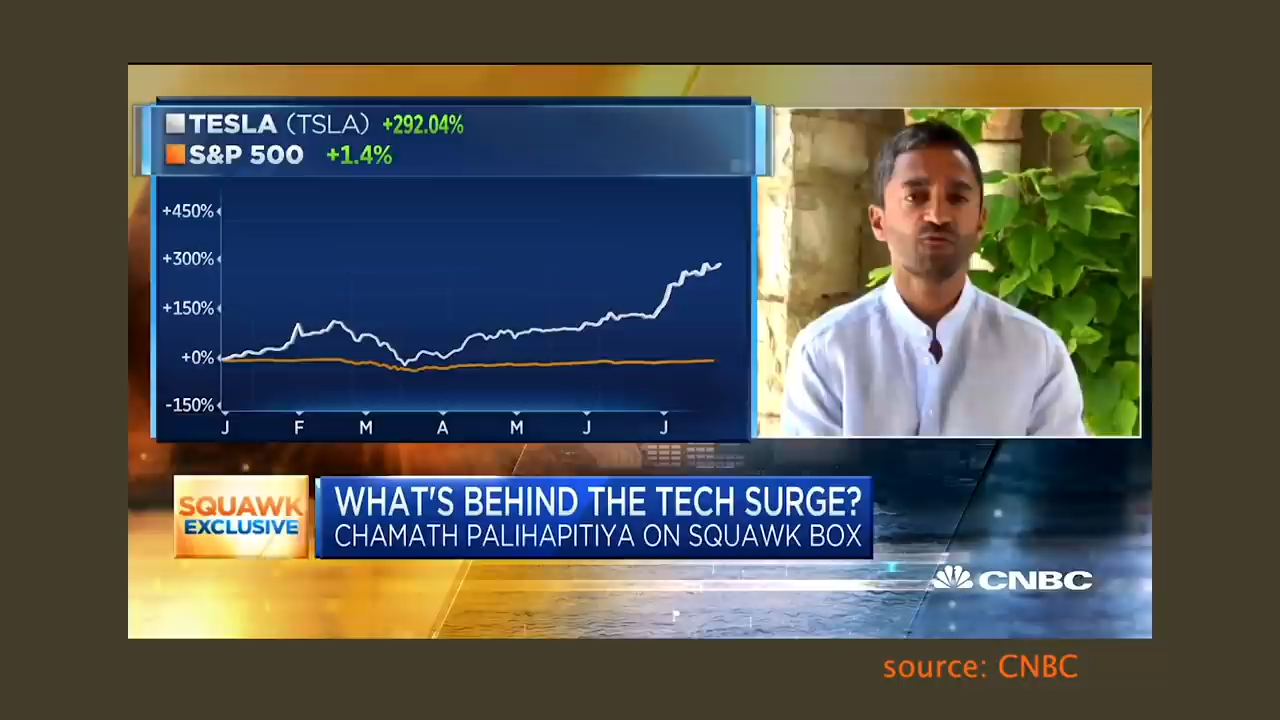 TESLA (TSLA) +292.04%
S&P 500 +1.4%
+450%
+300%
+150%
+0%
-150%
J F M A M J J
SQUAWK
EXCLUSIVE
WHAT'S BEHIND THE TECH SURGE?
CHAMATH PALIHAPITIYA ON SQUAWK BOX
CNBC
source: CNBC